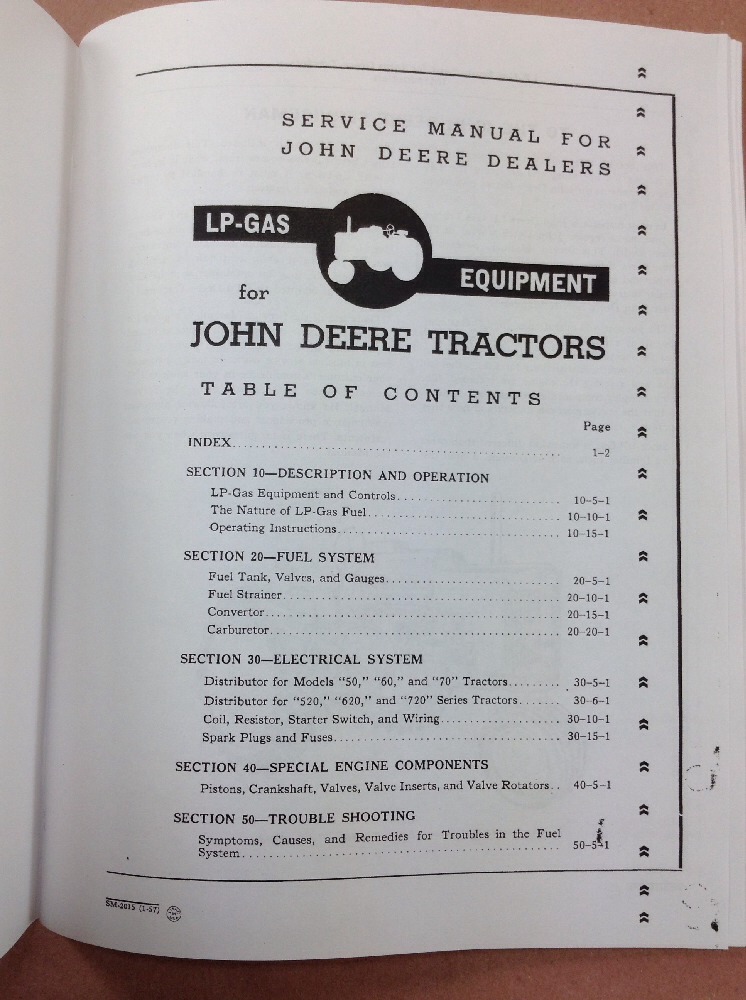 SERVICE MANUAL FOR
JOHN DEERE DEALERS
LP-GAS
EQUIPMENT
for
JOHN DEERE TRACTORS
TABLE OF CONTENTS
Page
INDEX 1-2
SECTION 10—DESCRIPTION AND OPERATION
LP-Gas Equipment and Controls 10-5-1
The Nature of LP-Gas Fuel 10-10-1
Operating Instructions 10-15-1
SECTION 20—FUEL SYSTEM
Fuel Tank, Valves, and Gauges 20-5-1
Fuel Strainer 20-10-1
Convertor 20-15-1
Carburetor 20-20-1
SECTION 30—ELECTRICAL SYSTEM
Distributor for Models "50," "60," and "70" Tractors 30-5-1
Distributor for "520," "620," and "720" Series Tractors 30-6-1
Coil, Resistor, Starter Switch, and Wiring 30-10-1
Spark Plugs and Fuses 30-15-1
SECTION 40—SPECIAL ENGINE COMPONENTS
Pistons, Crankshaft, Valves, Valve Inserts, and Valve Rotators 40-5-1
SECTION 50—TROUBLE SHOOTING
Symptoms, Causes, and Remedies for Troubles in the Fuel
System 50-5-1
SM-2035 (1-57)